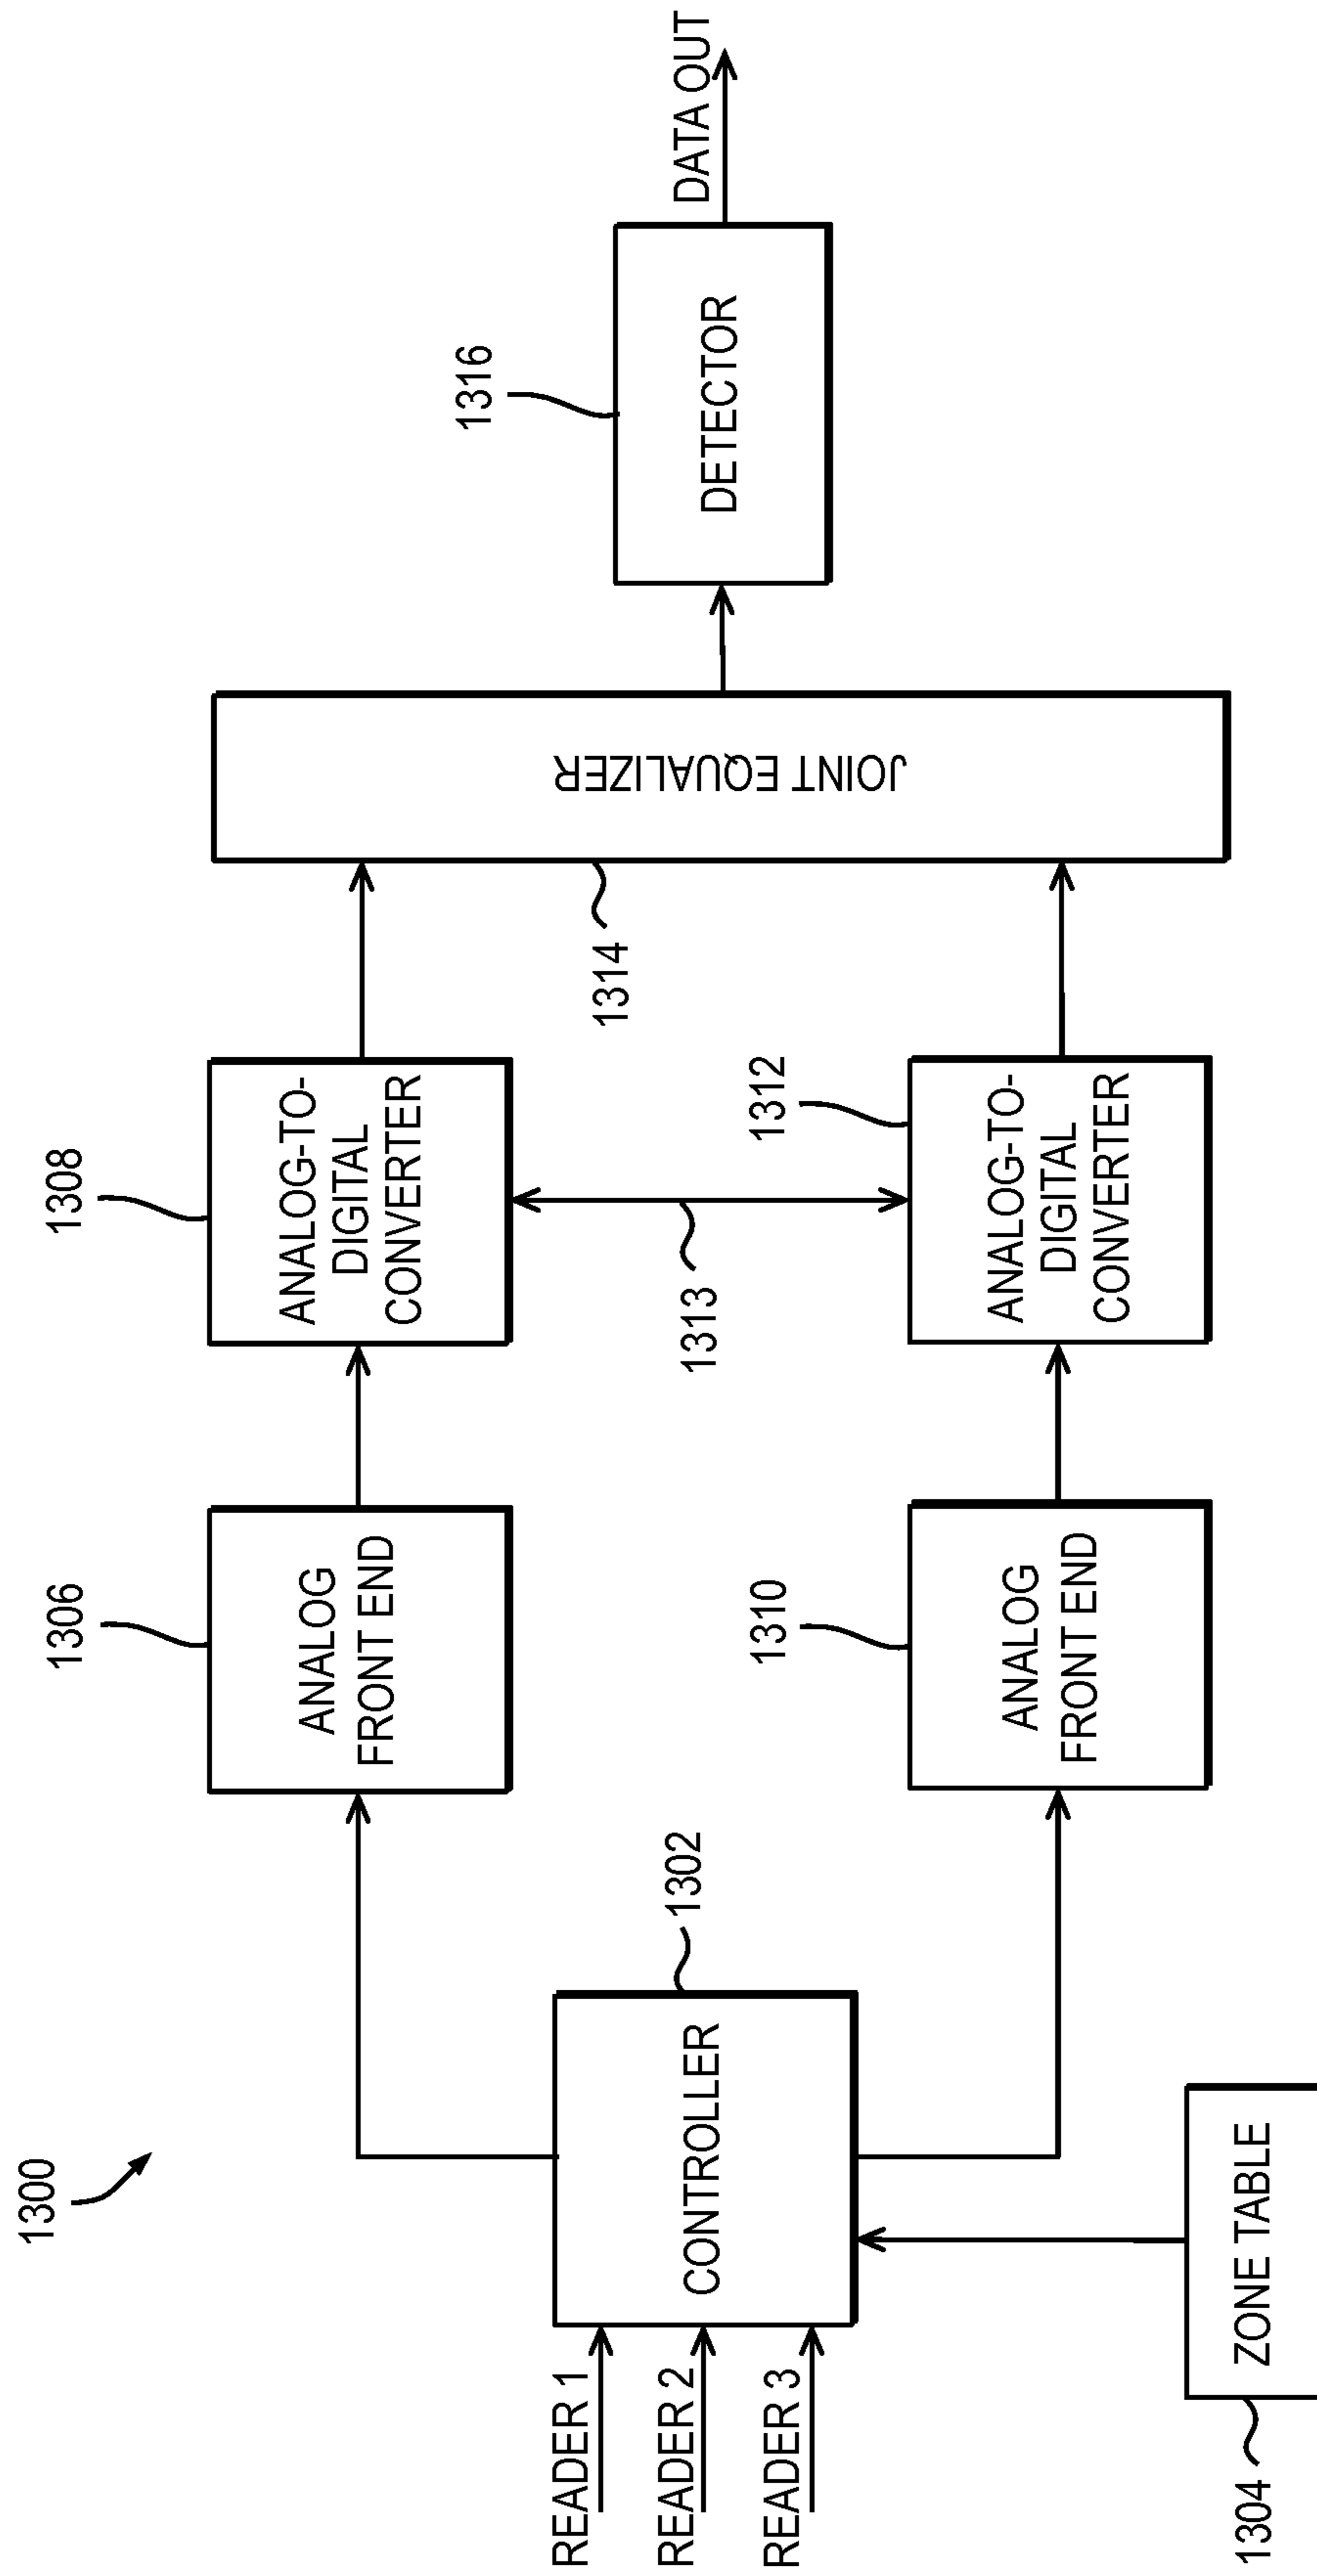 1300
READER 1
READER 2
READER 3
CONTROLLER
1302
ZONE TABLE
1304
1306
ANALOG
FRONT END
1308
ANALOG-TO-
DIGITAL
CONVERTER
1310
ANALOG
FRONT END
1312
ANALOG-TO-
DIGITAL
CONVERTER
1313
1314
JOINT EQUALIZER
1316
DETECTOR
DATA OUT